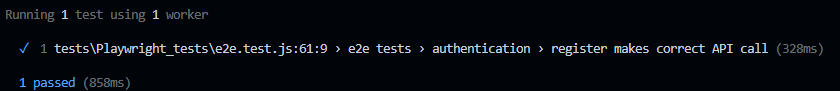 Running 1 test using 1 worker
✓ 1 tests\Playwright_tests\e2e.test.js:61:9 › e2e tests › authentication › register makes correct API call (328ms)
1 passed (858ms)